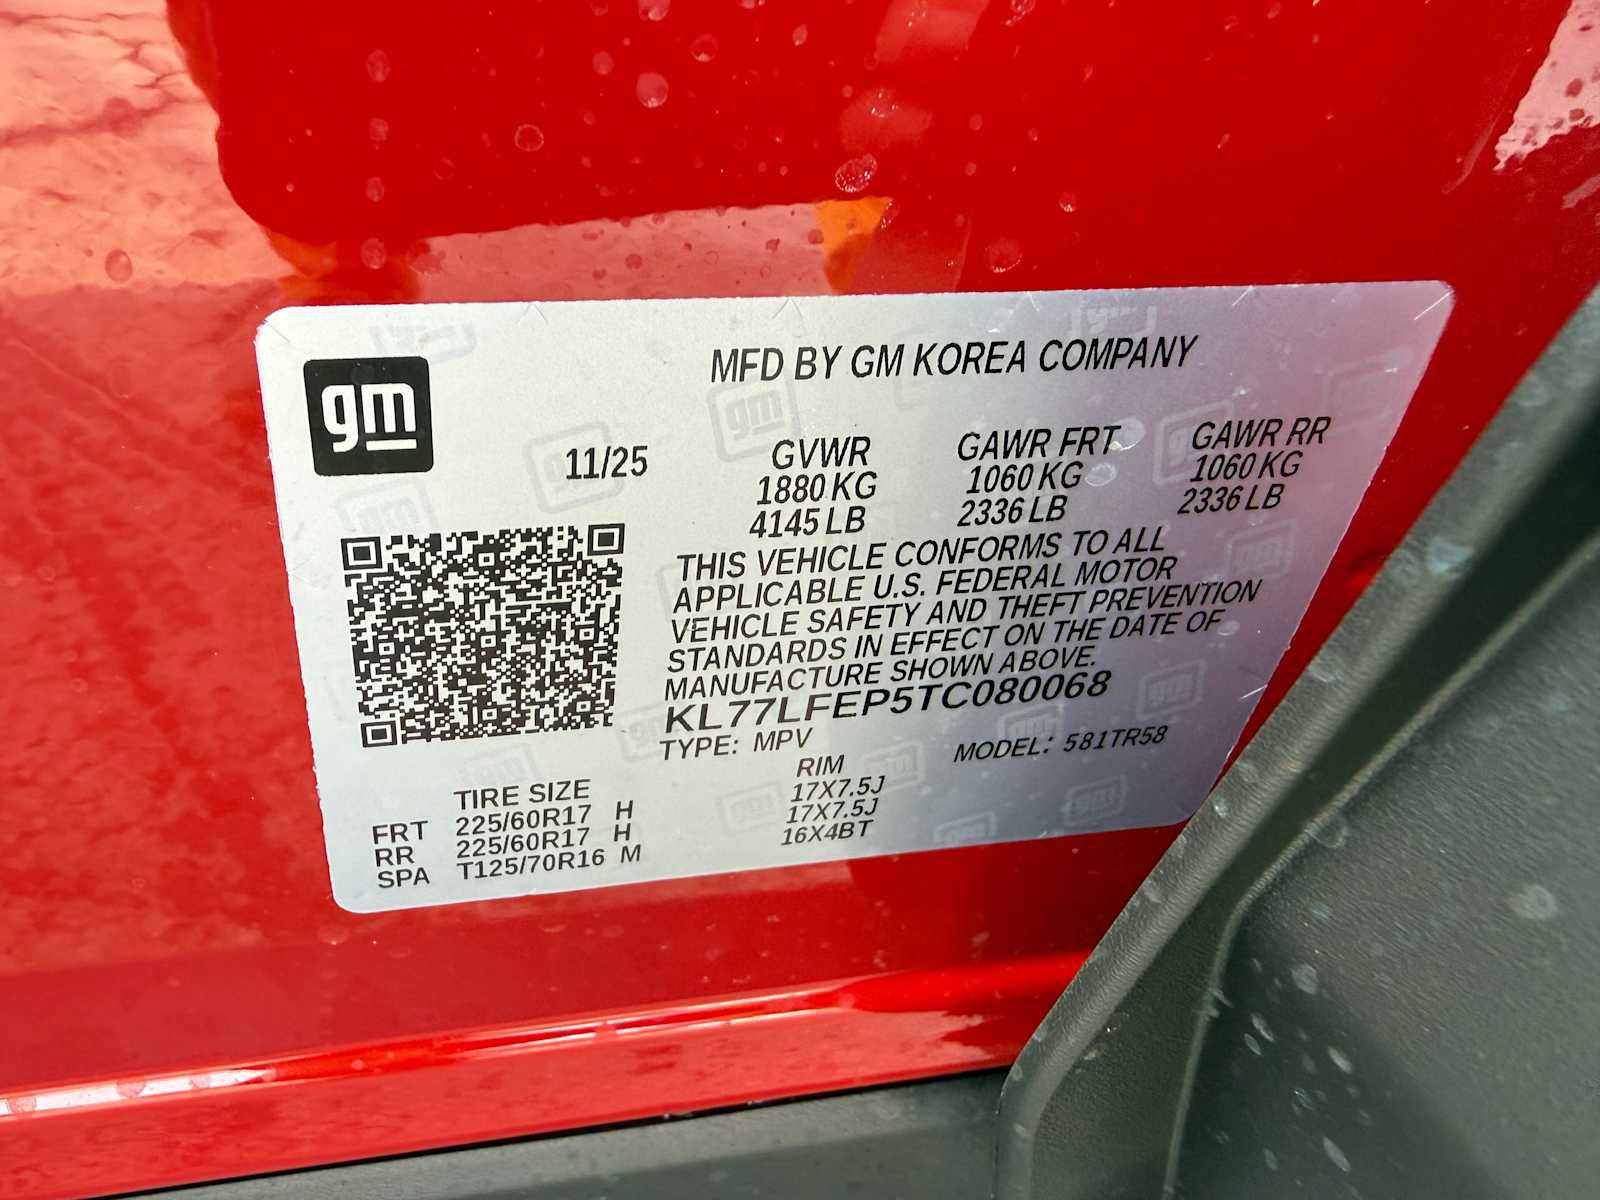 gm
MFD BY GM KOREA COMPANY
11/25 GVWR GAWR FRT GAWR RR
1880 KG 1060 KG 1060 KG
4145 LB 2336 LB 2336 LB
THIS VEHICLE CONFORMS TO ALL
APPLICABLE U.S. FEDERAL MOTOR
VEHICLE SAFETY AND THEFT PREVENTION
STANDARDS IN EFFECT ON THE DATE OF
MANUFACTURE SHOWN ABOVE.
KL77LFEP5TC080068
TYPE: MPV MODEL: 581TR58
TIRE SIZE RIM
FRT 225/60R17 H 17X7.5J
RR 225/60R17 H 17X7.5J
SPA T125/70R16 M 16X4BT